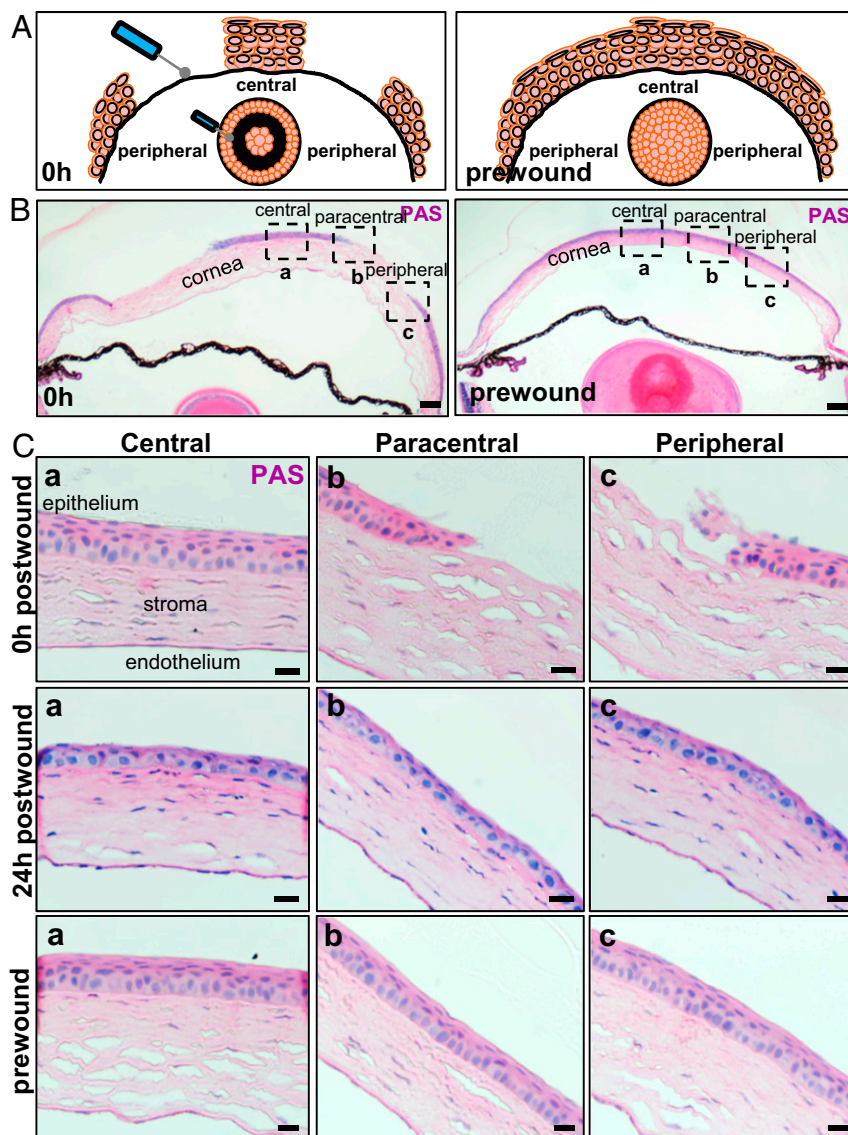 A
central
peripheral
peripheral
0h
central
peripheral
peripheral
prewound
B
PAS
central
paracentral
peripheral
cornea
a
b
c
0h
PAS
central
paracentral
peripheral
cornea
a
b
c
prewound
C
Central
Paracentral
Peripheral
0h postwound
a
PAS
epithelium
stroma
endothelium
b
c
24h postwound
a
b
c
prewound
a
b
c